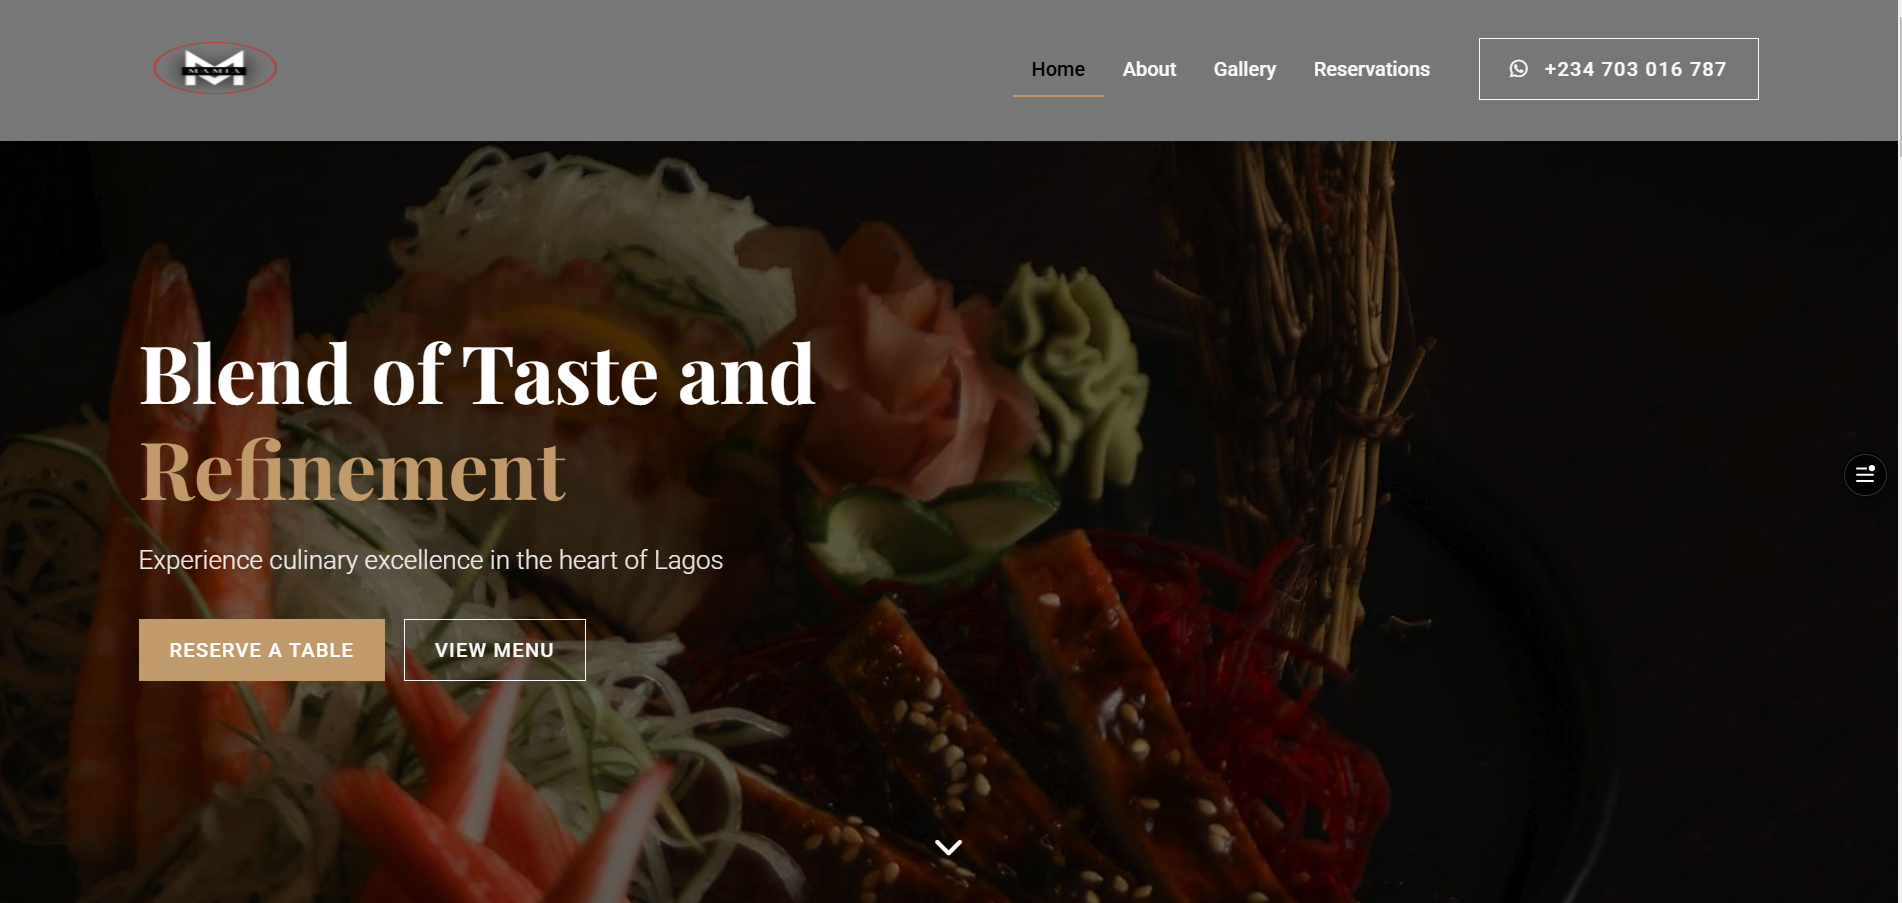 M
MAMIA
Home About Gallery Reservations +234 703 016 787
Blend of Taste and
Refinement
Experience culinary excellence in the heart of Lagos
RESERVE A TABLE VIEW MENU